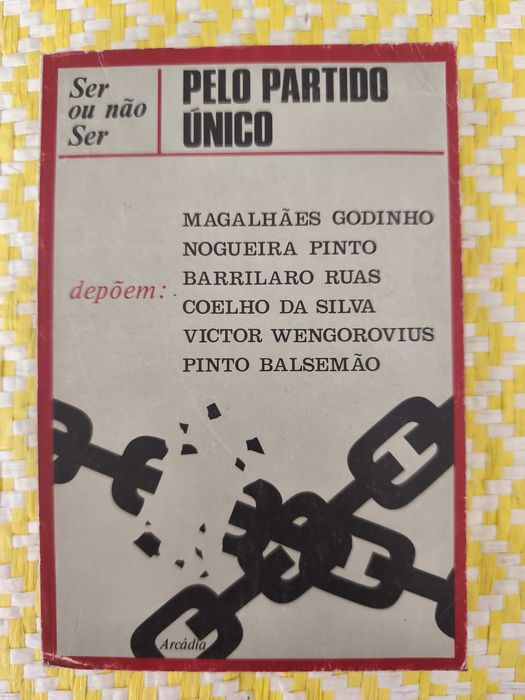 Ser
ou não
Ser
PELO PARTIDO
ÚNICO
depõem:
MAGALHÃES GODINHO
NOGUEIRA PINTO
BARRILARO RUAS
COELHO DA SILVA
VICTOR WENGOROVIUS
PINTO BALSEMÃO
Arcádia